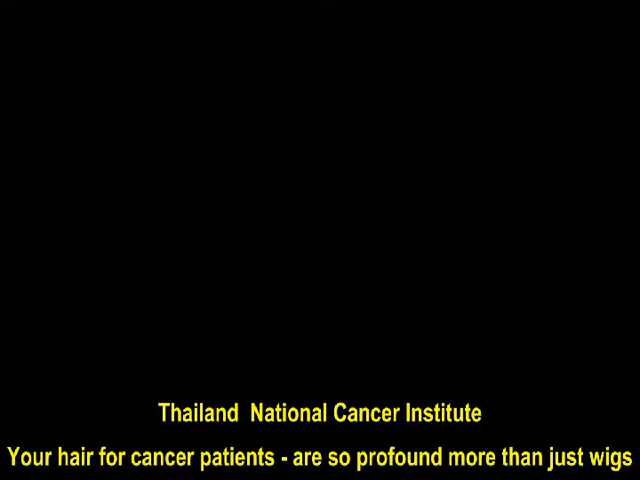 Thailand  National Cancer Institute
Your hair for cancer patients - are so profound more than just wigs